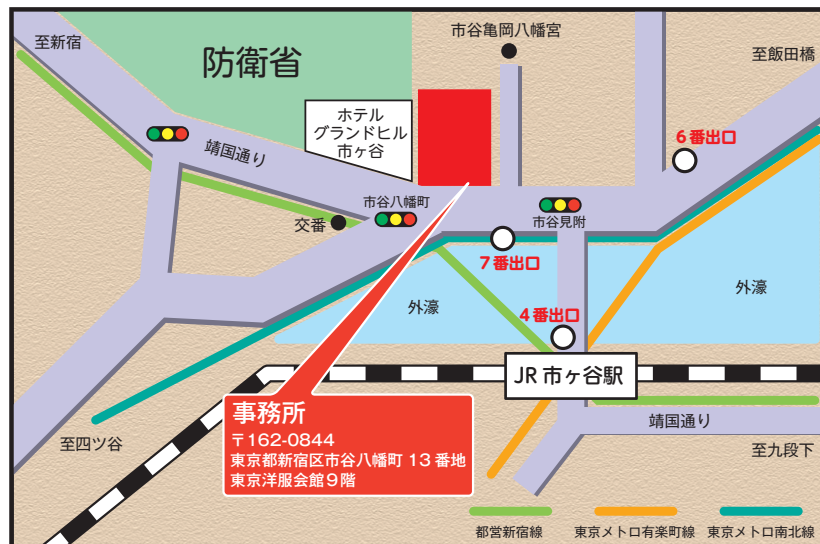 至新宿
防衛省
市谷亀岡八幡宮
至飯田橋
ホテル
グランドヒル
市ヶ谷
6番出口
靖国通り
市谷八幡町
市谷見附
交番
7番出口
外濠
外濠
4番出口
JR市ヶ谷駅
事務所
〒162-0844
東京都新宿区市谷八幡町 13 番地
東京洋服会館9階
至四ツ谷
靖国通り
至九段下
都営新宿線
東京メトロ有楽町線
東京メトロ南北線